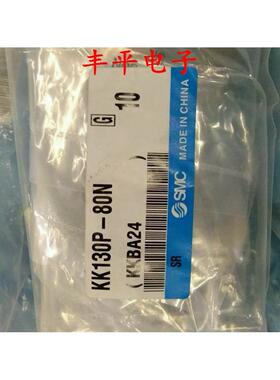 丰平电子
G 10
KK130P-80N
(KKBA24
SR
SMC
MADE IN CHINA